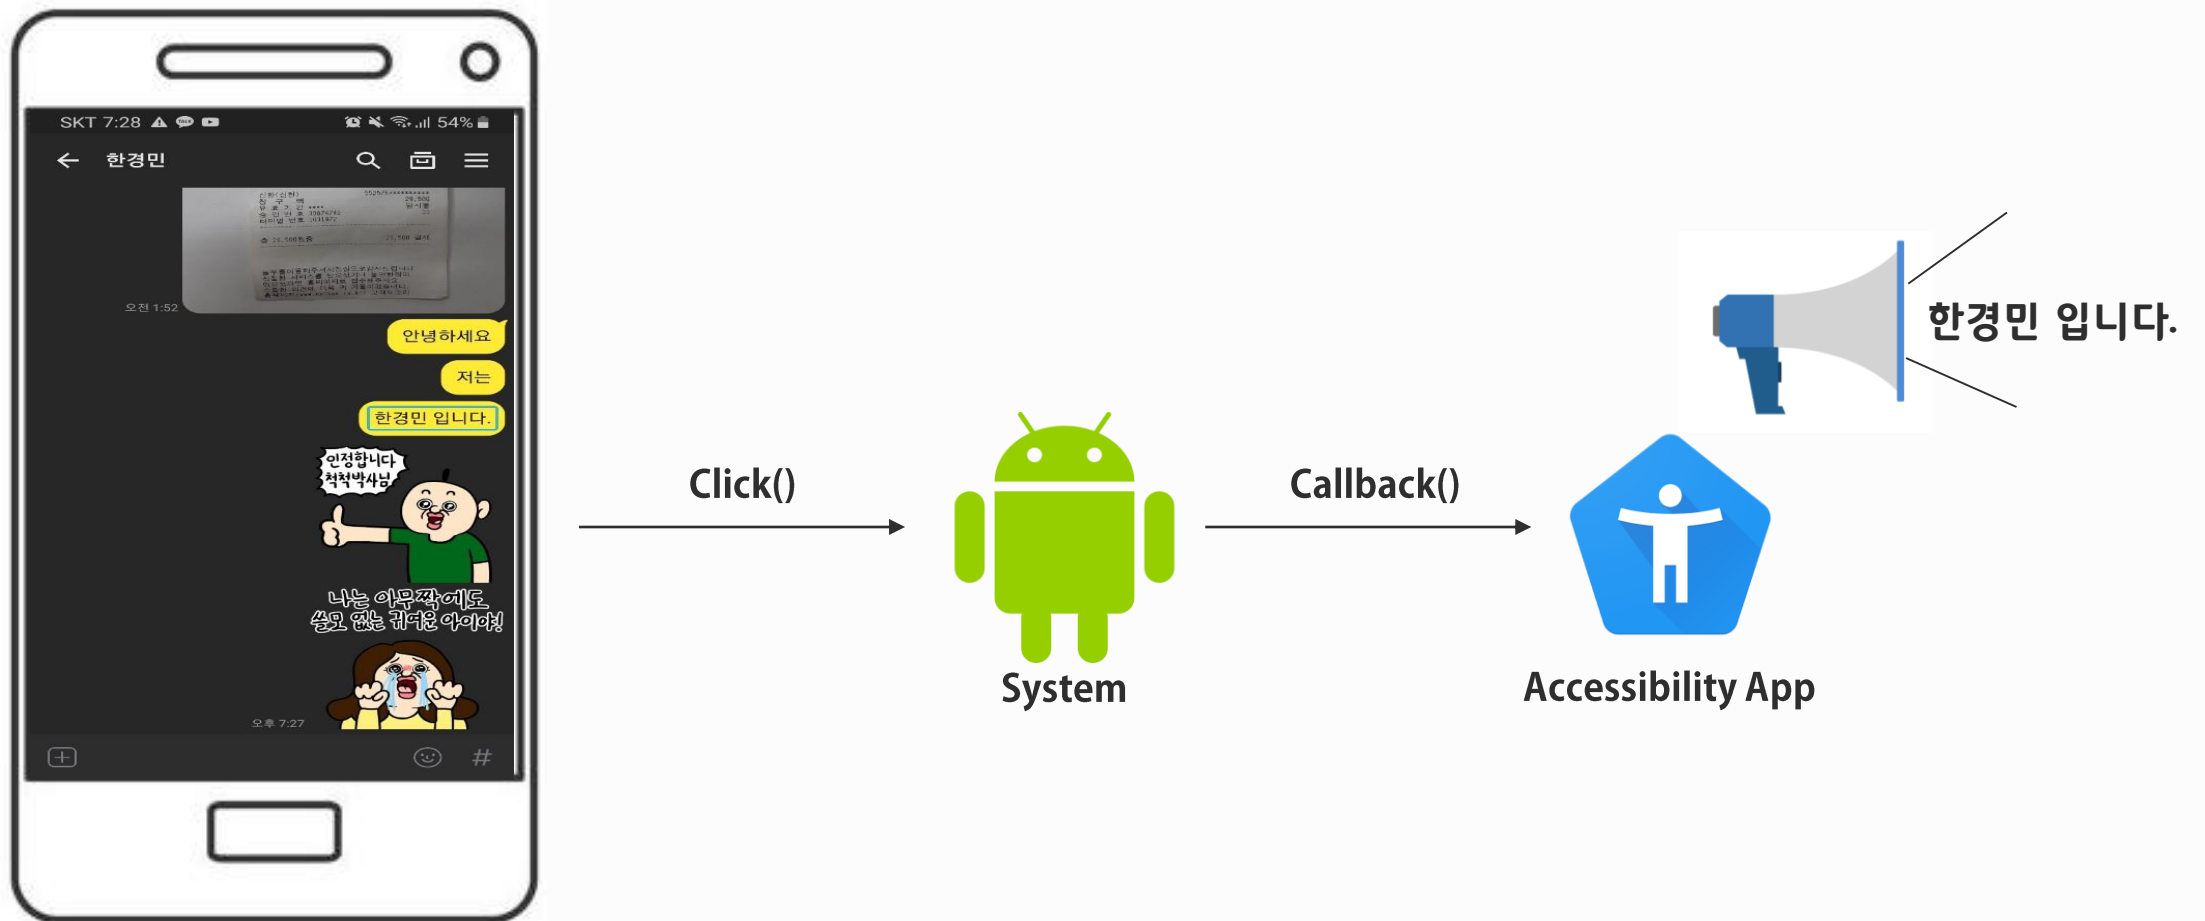 SKT 7:28
54%
한경민
26,500
오전 1:52
안녕하세요
저는
한경민 입니다.
인정합니다
척척박사님
나는 아무짝에도
쓸모 없는 귀여운 아이야!
오후 7:27
#
Click()
System
Callback()
한경민 입니다.
Accessibility App